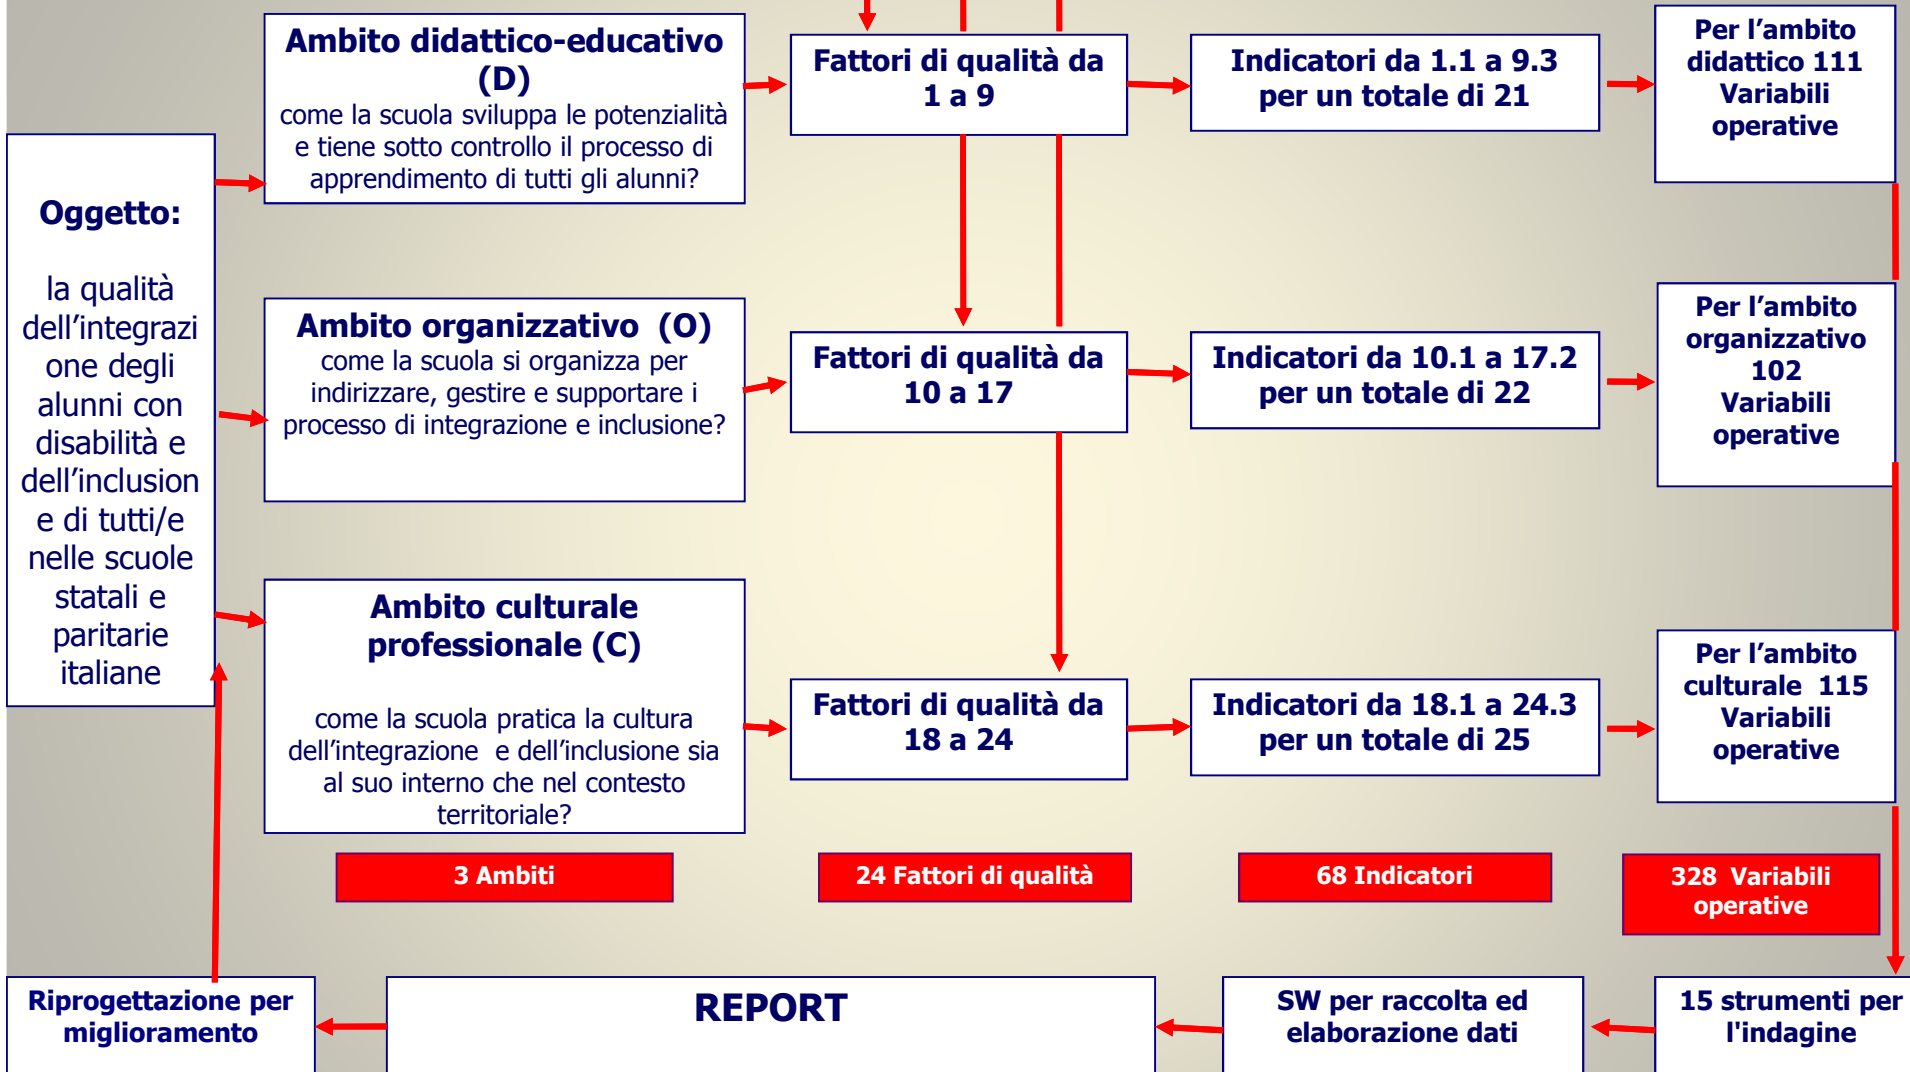 Oggetto:
la qualità
dell’integrazi
one degli
alunni con
disabilità e
dell’inclusion
e di tutti/e
nelle scuole
statali e
paritarie
italiane
Ambito didattico-educativo
(D)
come la scuola sviluppa le potenzialità
e tiene sotto controllo il processo di
apprendimento di tutti gli alunni?
Fattori di qualità da
1 a 9
Indicatori da 1.1 a 9.3
per un totale di 21
Per l’ambito
didattico 111
Variabili
operative
Ambito organizzativo (O)
come la scuola si organizza per
indirizzare, gestire e supportare i
processo di integrazione e inclusione?
Fattori di qualità da
10 a 17
Indicatori da 10.1 a 17.2
per un totale di 22
Per l’ambito
organizzativo
102
Variabili
operative
Ambito culturale
professionale (C)
come la scuola pratica la cultura
dell’integrazione e dell’inclusione sia
al suo interno che nel contesto
territoriale?
Fattori di qualità da
18 a 24
Indicatori da 18.1 a 24.3
per un totale di 25
Per l’ambito
culturale 115
Variabili
operative
3 Ambiti
24 Fattori di qualità
68 Indicatori
328 Variabili
operative
Riprogettazione per
miglioramento
REPORT
SW per raccolta ed
elaborazione dati
15 strumenti per
l'indagine